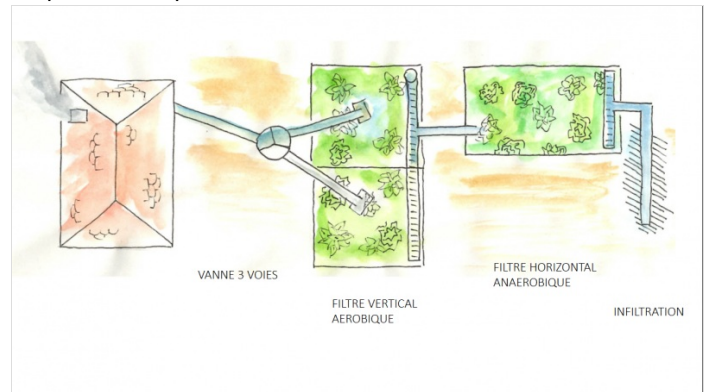 VANNE 3 VOIES
FILTRE VERTICAL
AEROBIQUE
FILTRE HORIZONTAL
ANAEROBIQUE
INFILTRATION